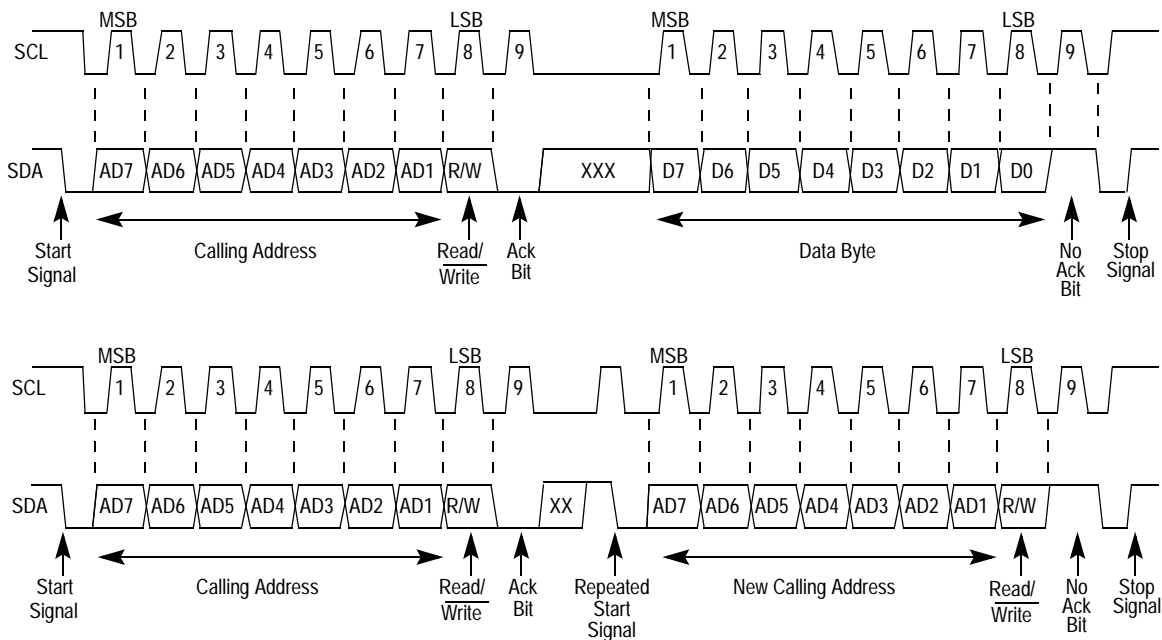 MSB LSB MSB LSB
SCL 1 2 3 4 5 6 7 8 9 1 2 3 4 5 6 7 8 9
SDA AD7 AD6 AD5 AD4 AD3 AD2 AD1 R/W XXX D7 D6 D5 D4 D3 D2 D1 D0
Start Signal
Calling Address
Read/ Write
Ack Bit
Data Byte
No Ack Bit
Stop Signal
MSB LSB MSB LSB
SCL 1 2 3 4 5 6 7 8 9 1 2 3 4 5 6 7 8 9
SDA AD7 AD6 AD5 AD4 AD3 AD2 AD1 R/W XX AD7 AD6 AD5 AD4 AD3 AD2 AD1 R/W
Start Signal
Calling Address
Read/ Write
Ack Bit
Repeated Start Signal
New Calling Address
Read/ Write
No Ack Bit
Stop Signal